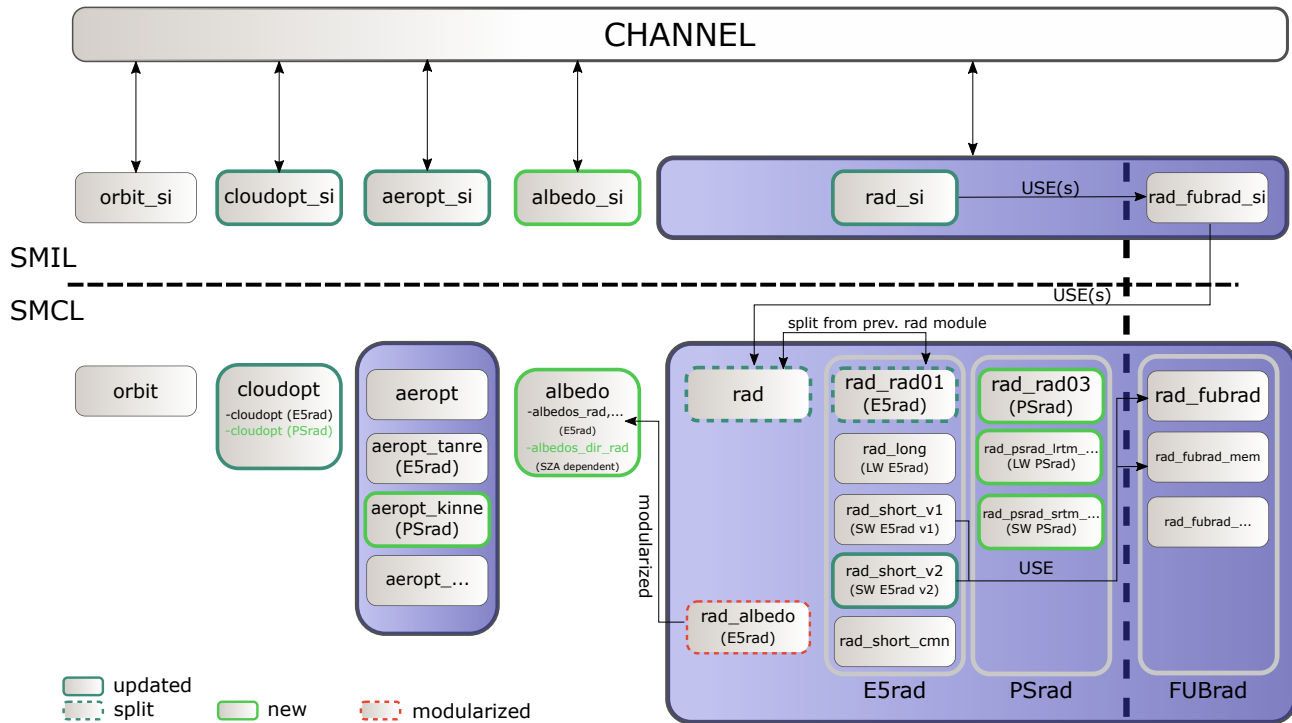 CHANNEL
orbit_si
cloudopt_si
aeropt_si
albedo_si
rad_si
USE(s)
rad_fubrad_si
SMIL
SMCL
USE(s)
split from prev. rad module
orbit
cloudopt
-cloudopt (E5rad)
-cloudopt (PSrad)
aeropt
aeropt_tanre
(E5rad)
aeropt_kinne
(PSrad)
aeropt_...
albedo
-albedos_rad,...
(E5rad)
-albedos_dir_rad
(SZA dependent)
modularized
rad
rad_albedo
(E5rad)
rad_rad01
(E5rad)
rad_long
(LW E5rad)
rad_short_v1
(SW E5rad v1)
rad_short_v2
(SW E5rad v2)
rad_short_cmn
E5rad
rad_rad03
(PSrad)
rad_psrad_lrtm_...
(LW PSrad)
rad_psrad_srtm_...
(SW PSrad)
USE
PSrad
rad_fubrad
rad_fubrad_mem
rad_fubrad_...
FUBrad
updated
split
new
modularized